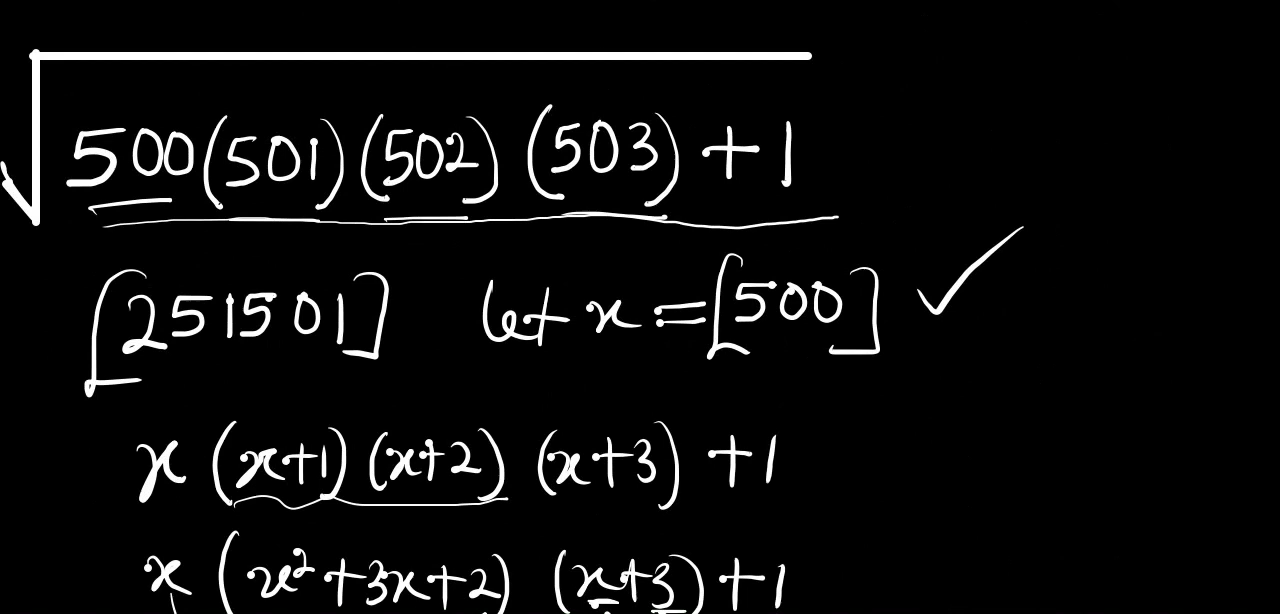 √500(501)(502)(503)+1
[251501] let x=[500] ✓
x(x+1)(x+2)(x+3)+1
x(x²+3x+2)(x+3)+1